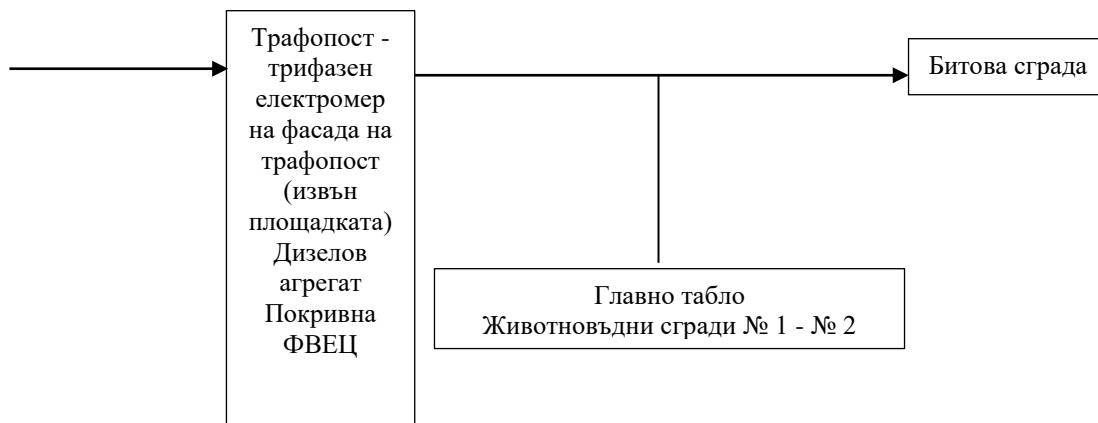 Трафопост -
трифазен
електромер
на фасада на
трафопост
(извън
площадката)
Дизелов
агрегат
Покривна
ФВЕЦ
Битова сграда
Главно табло
Животновъдни сгради № 1 - № 2